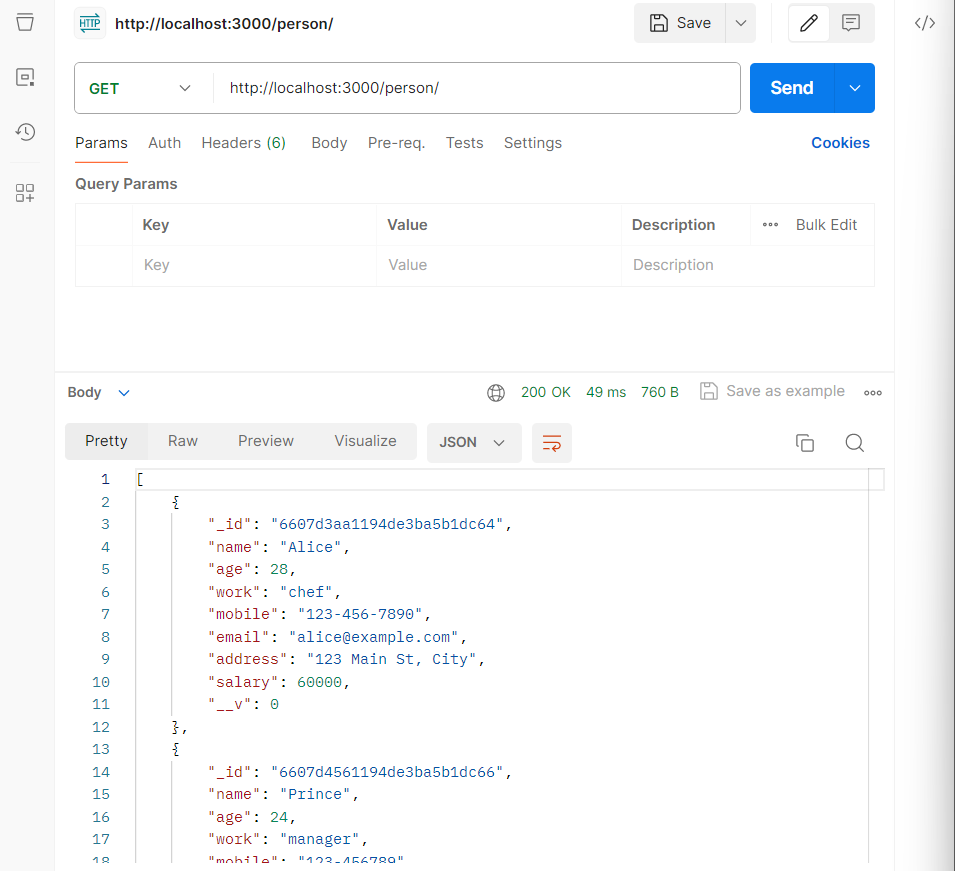 HTTP http://localhost:3000/person/ Save </>
GET http://localhost:3000/person/ Send
Params Auth Headers (6) Body Pre-req. Tests Settings Cookies
Query Params
Key Value Description ••• Bulk Edit
Key Value Description
Body 200 OK 49 ms 760 B Save as example
Pretty Raw Preview Visualize JSON
1 [
2 {
3 "_id": "6607d3aa1194de3ba5b1dc64",
4 "name": "Alice",
5 "age": 28,
6 "work": "chef",
7 "mobile": "123-456-7890",
8 "email": "alice@example.com",
9 "address": "123 Main St, City",
10 "salary": 60000,
11 "__v": 0
12 },
13 {
14 "_id": "6607d4561194de3ba5b1dc66",
15 "name": "Prince",
16 "age": 24,
17 "work": "manager",
18 "mobile": "123-456789"